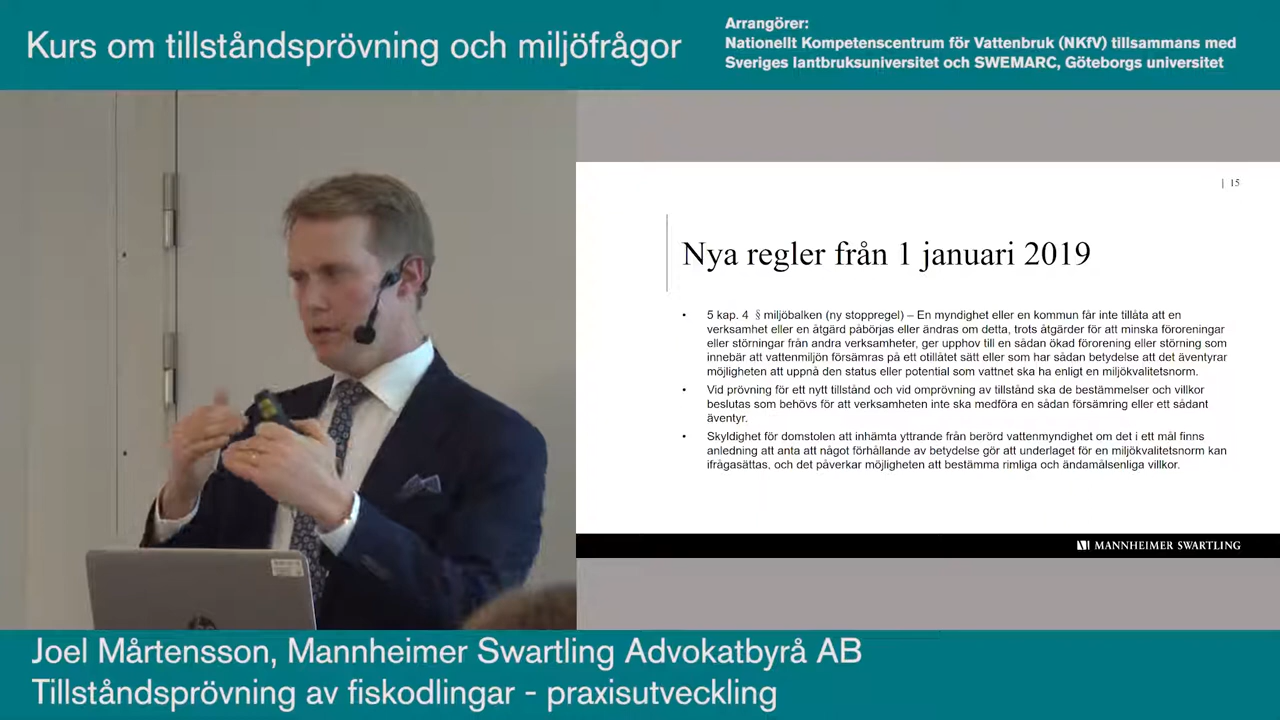 Kurs om tillståndsprövning och miljöfrågor
Arrangörer:
Nationellt Kompetenscentrum för Vattenbruk (NKfV) tillsammans med
Sveriges lantbruksuniversitet och SWEMARC, Göteborgs universitet
| 15
Nya regler från 1 januari 2019
• 5 kap. 4 § miljöbalken (ny stoppregel) – En myndighet eller en kommun får inte tillåta att en
verksamhet eller en åtgärd påbörjas eller ändras om detta, trots åtgärder för att minska föroreningar
eller störningar från andra verksamheter, ger upphov till en sådan ökad förorening eller störning som
innebär att vattenmiljön försämras på ett otillåtet sätt eller som har sådan betydelse att det äventyrar
möjligheten att uppnå den status eller potential som vattnet ska ha enligt en miljökvalitetsnorm.
• Vid prövning för ett nytt tillstånd och vid omprövning av tillstånd ska de bestämmelser och villkor
beslutas som behövs för att verksamheten inte ska medföra en sådan försämring eller ett sådant
äventyr.
• Skyldighet för domstolen att inhämta yttrande från berörd vattenmyndighet om det i ett mål finns
anledning att anta att något förhållande av betydelse gör att underlaget för en miljökvalitetsnorm kan
ifrågasättas, och det påverkar möjligheten att bestämma rimliga och ändamålsenliga villkor.
MANNHEIMER SWARTLING
Joel Mårtensson, Mannheimer Swartling Advokatbyrå AB
Tillståndsprövning av fiskodlingar - praxisutveckling